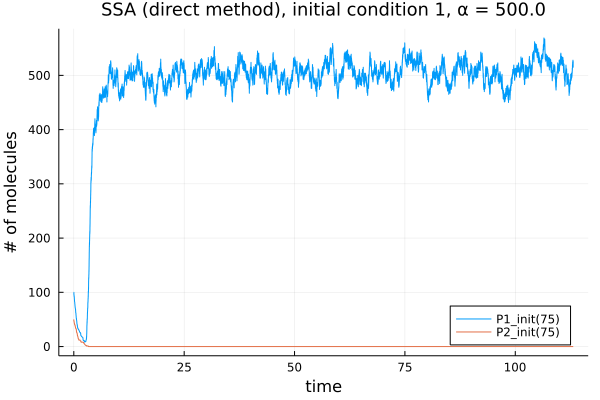 SSA (direct method), initial condition 1, α = 500.0
# of molecules
500
400
300
200
100
0
P1_init(75)
P2_init(75)
0 25 50 75 100
time